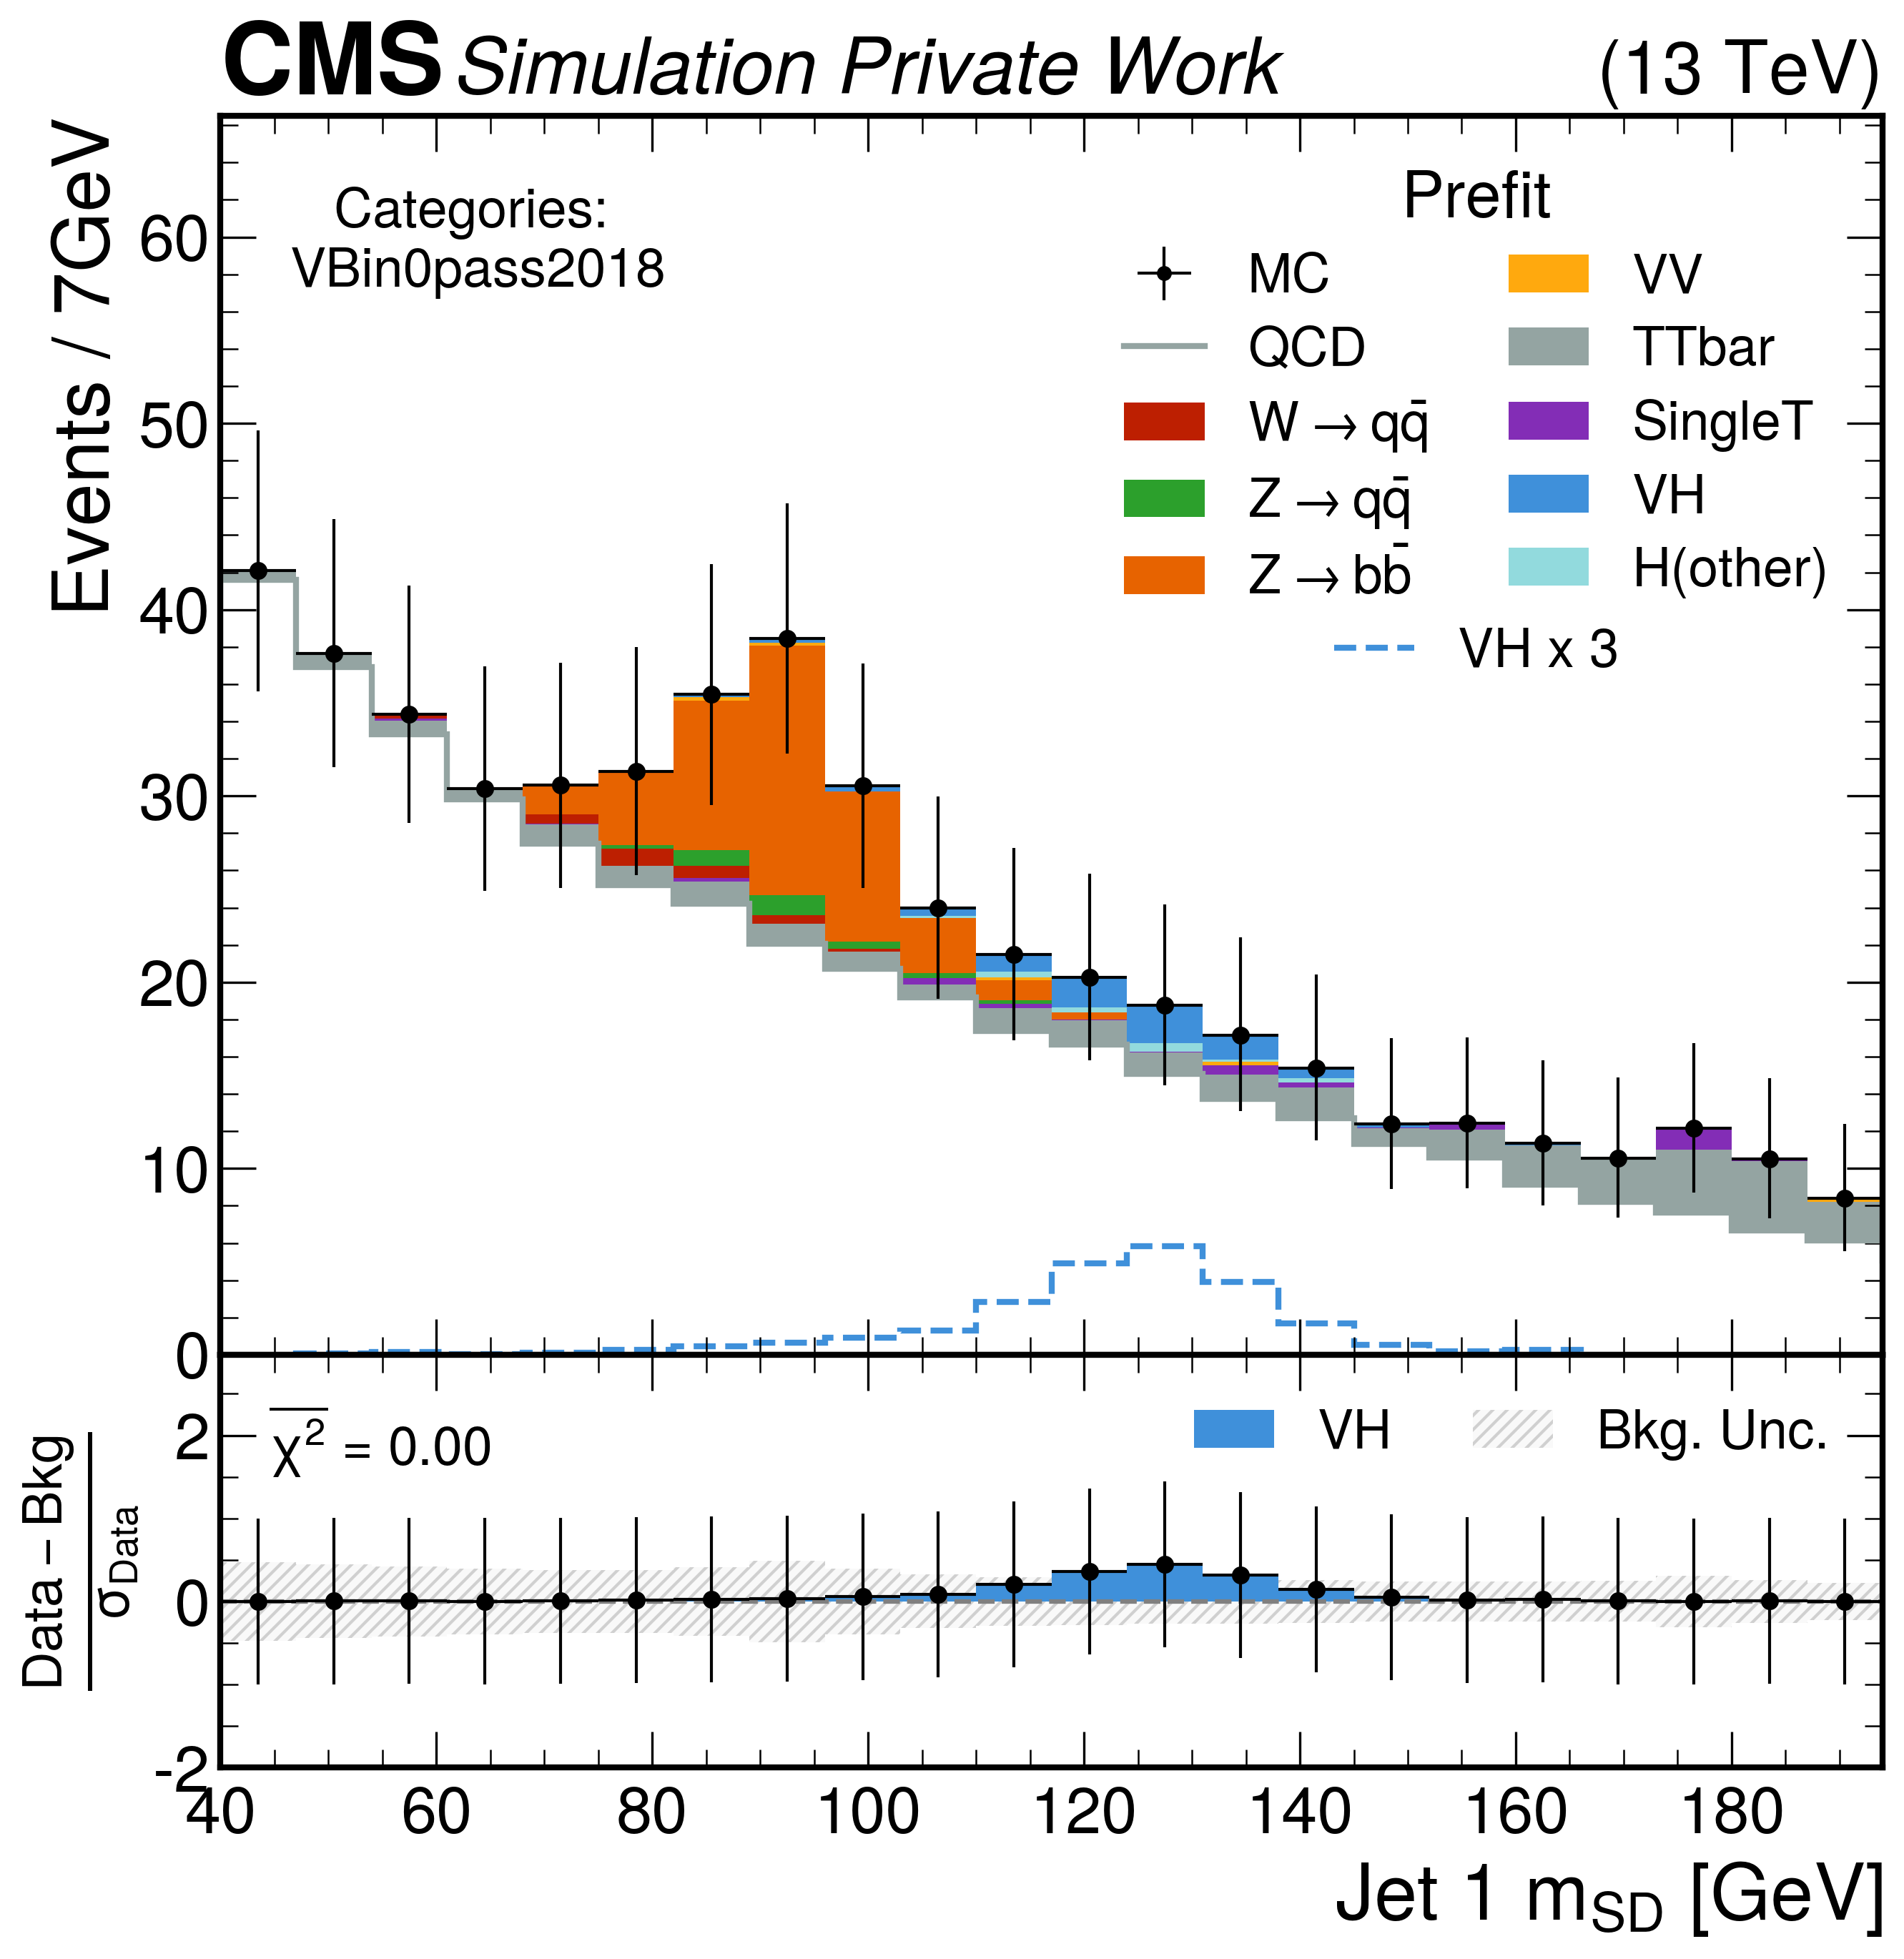 CMS Simulation Private Work (13 TeV)
Events / 7GeV
Categories:
VBin0pass2018
Prefit
MC
QCD
W → qq̄
Z → qq̄
Z → bb̄
VV
TTbar
SingleT
VH
H(other)
VH x 3
60
50
40
30
20
10
0
Data – Bkg
σData
χ² = 0.00
VH
Bkg. Unc.
2
0
-2
40 60 80 100 120 140 160 180
Jet 1 mSD [GeV]